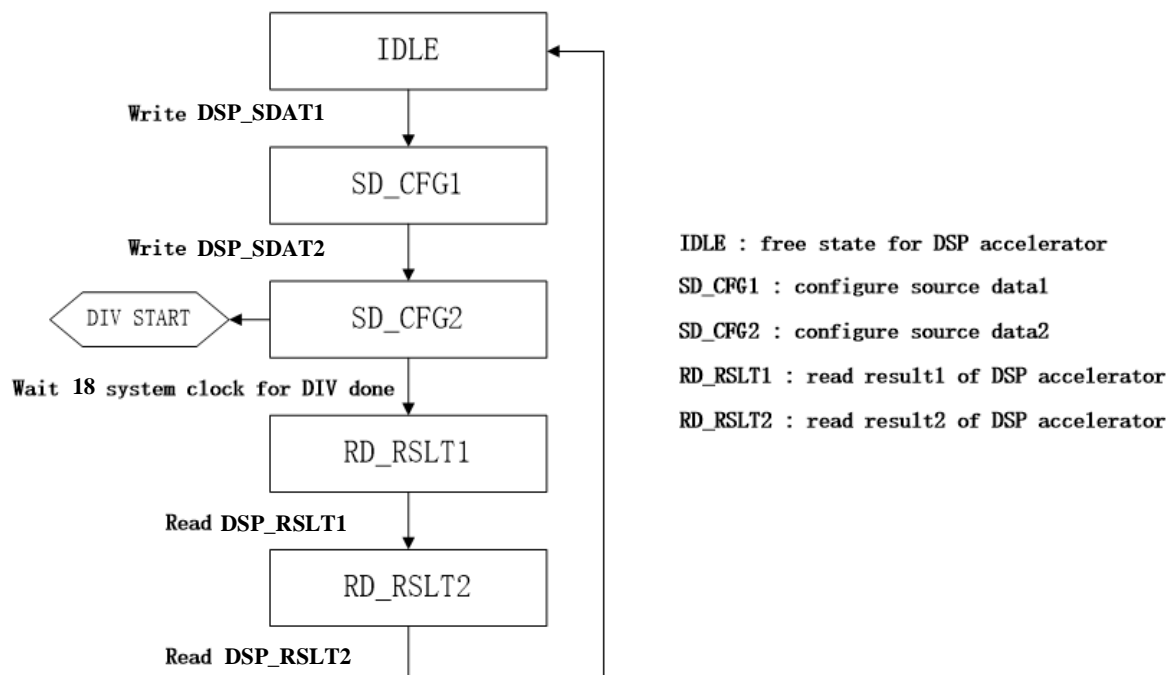 IDLE
Write DSP_SDAT1
SD_CFG1
Write DSP_SDAT2
DIV START
SD_CFG2
Wait 18 system clock for DIV done
RD_RSLT1
Read DSP_RSLT1
RD_RSLT2
Read DSP_RSLT2
IDLE : free state for DSP accelerator
SD_CFG1 : configure source data1
SD_CFG2 : configure source data2
RD_RSLT1 : read result1 of DSP accelerator
RD_RSLT2 : read result2 of DSP accelerator